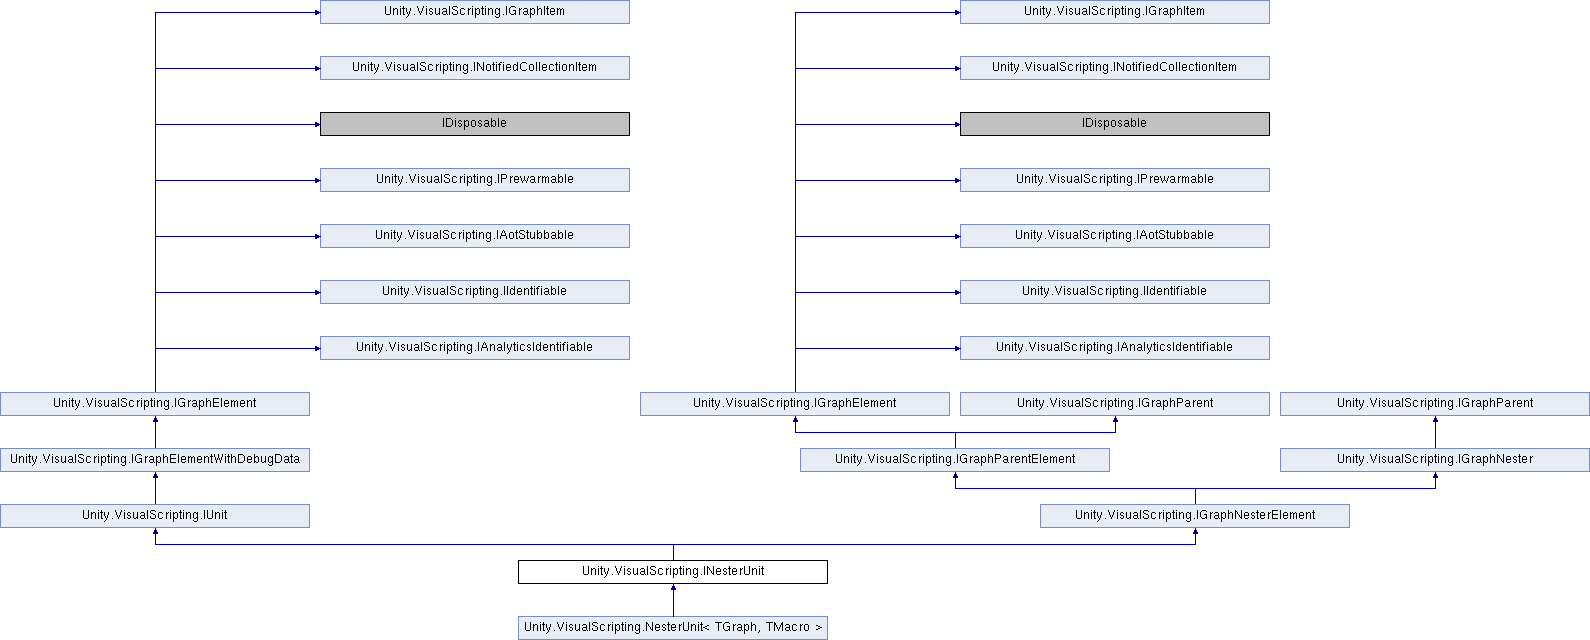 Unity.VisualScripting.IGraphItem
Unity.VisualScripting.IGraphItem
Unity.VisualScripting.INotifiedCollectionItem
Unity.VisualScripting.INotifiedCollectionItem
IDisposable
IDisposable
Unity.VisualScripting.IPrewarmable
Unity.VisualScripting.IPrewarmable
Unity.VisualScripting.IAotStubbable
Unity.VisualScripting.IAotStubbable
Unity.VisualScripting.IIdentifiable
Unity.VisualScripting.IIdentifiable
Unity.VisualScripting.IAnalyticsIdentifiable
Unity.VisualScripting.IAnalyticsIdentifiable
Unity.VisualScripting.IGraphElement
Unity.VisualScripting.IGraphElement
Unity.VisualScripting.IGraphParent
Unity.VisualScripting.IGraphParent
Unity.VisualScripting.IGraphElementWithDebugData
Unity.VisualScripting.IGraphParentElement
Unity.VisualScripting.IGraphNester
Unity.VisualScripting.IUnit
Unity.VisualScripting.IGraphNesterElement
Unity.VisualScripting.INesterUnit
Unity.VisualScripting.NesterUnit< TGraph, TMacro >